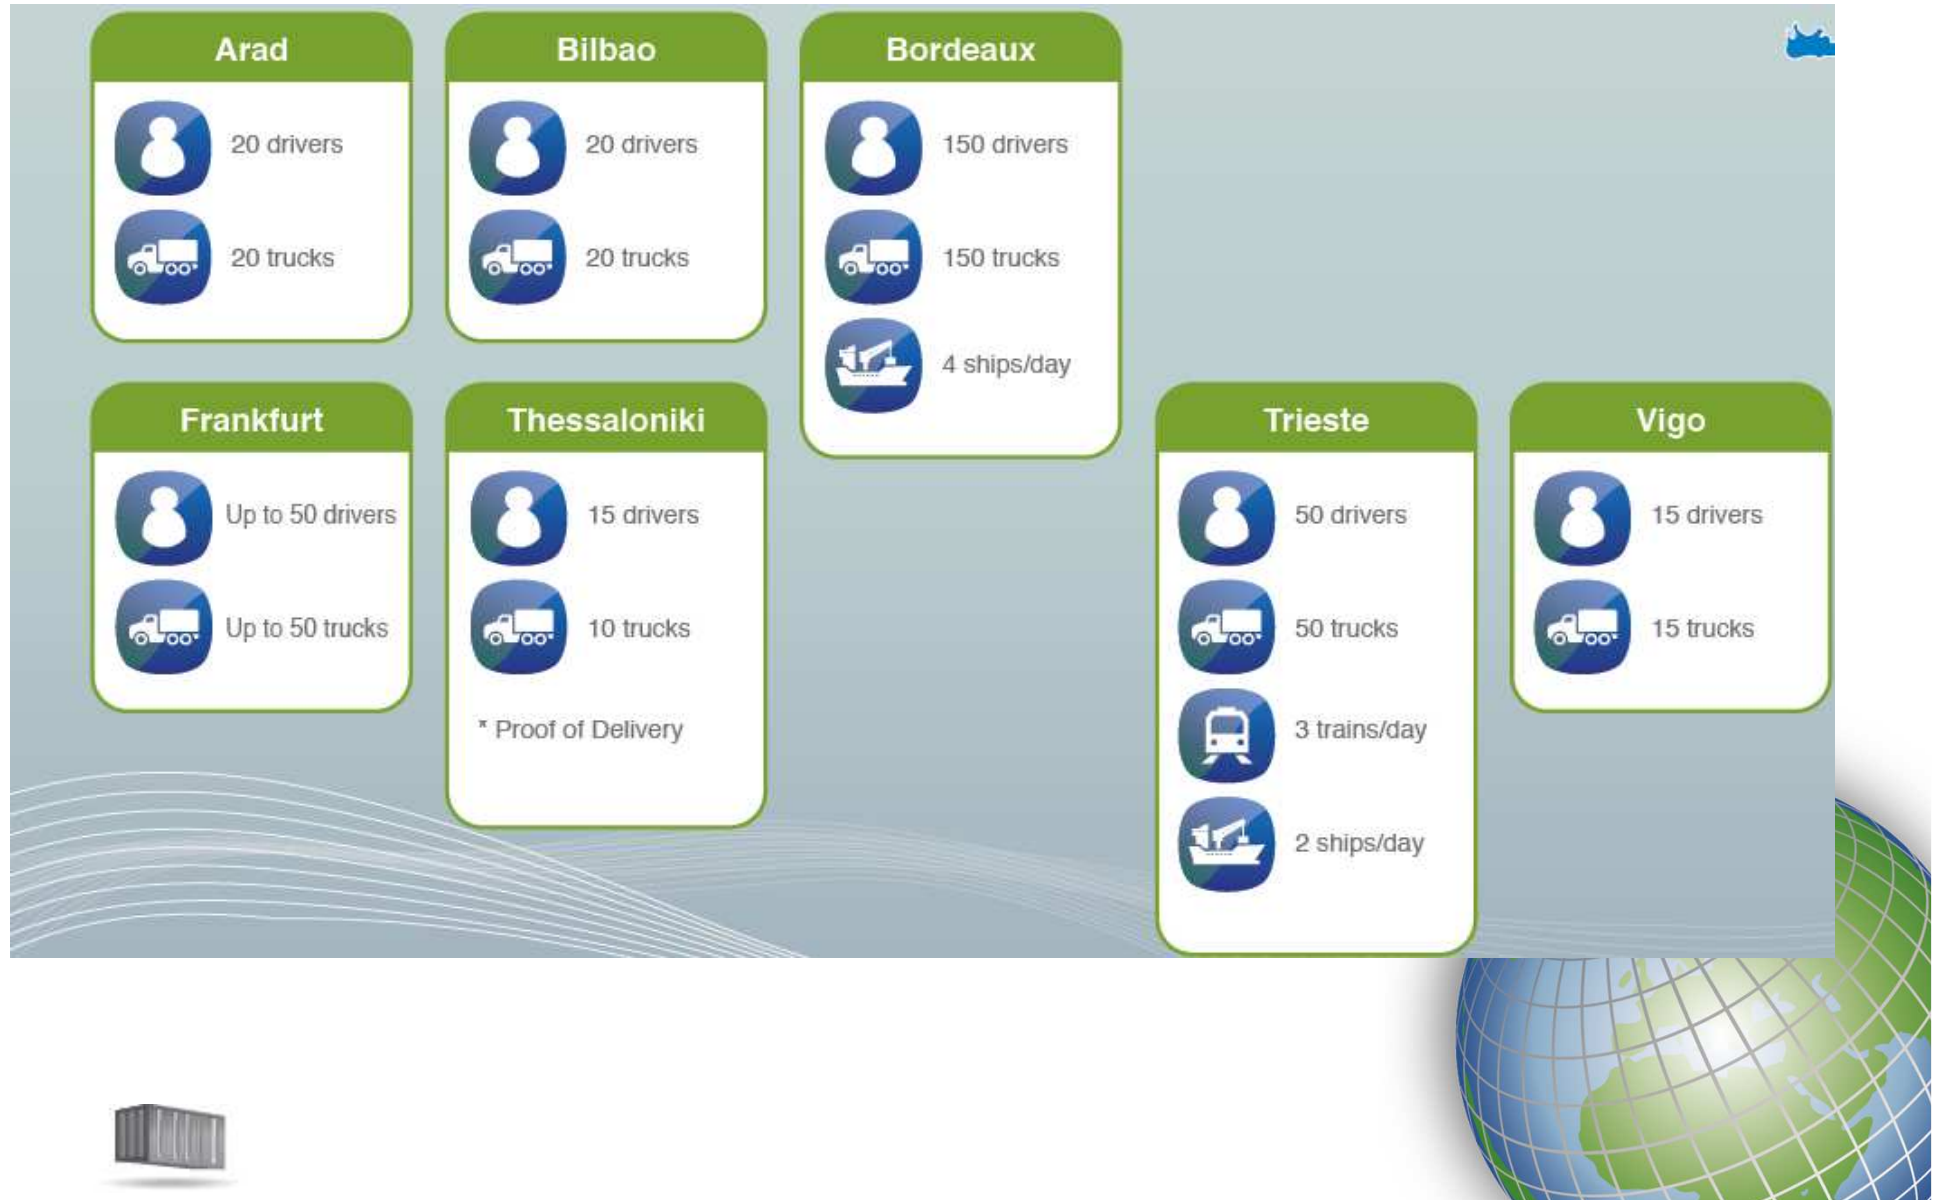 Arad
20 drivers
20 trucks
Bilbao
20 drivers
20 trucks
Bordeaux
150 drivers
150 trucks
4 ships/day
Frankfurt
Up to 50 drivers
Up to 50 trucks
Thessaloniki
15 drivers
10 trucks
* Proof of Delivery
Trieste
50 drivers
50 trucks
3 trains/day
2 ships/day
Vigo
15 drivers
15 trucks